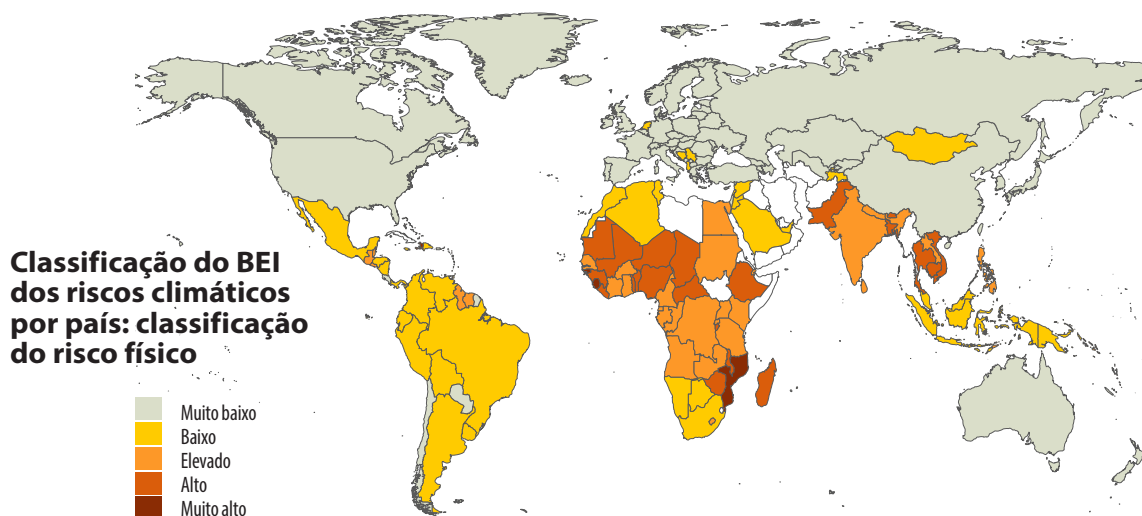 Classificação do BEI
dos riscos climáticos
por país: classificação
do risco físico
Muito baixo
Baixo
Elevado
Alto
Muito alto